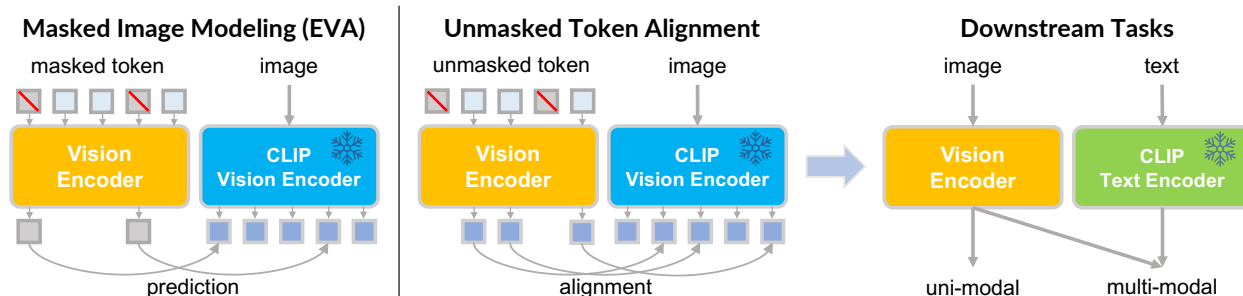 Masked Image Modeling (EVA)
masked token
image
Vision
Encoder
CLIP
Vision Encoder
prediction
Unmasked Token Alignment
unmasked token
image
Vision
Encoder
CLIP
Vision Encoder
alignment
Downstream Tasks
image
text
Vision
Encoder
CLIP
Text Encoder
uni-modal
multi-modal